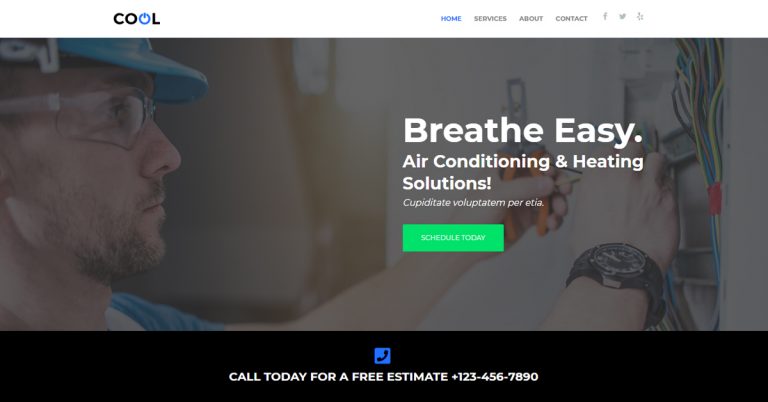 COOL
HOME SERVICES ABOUT CONTACT
Breathe Easy.
Air Conditioning & Heating
Solutions!
Cupiditate voluptatem per etia.
SCHEDULE TODAY
CALL TODAY FOR A FREE ESTIMATE +123-456-7890